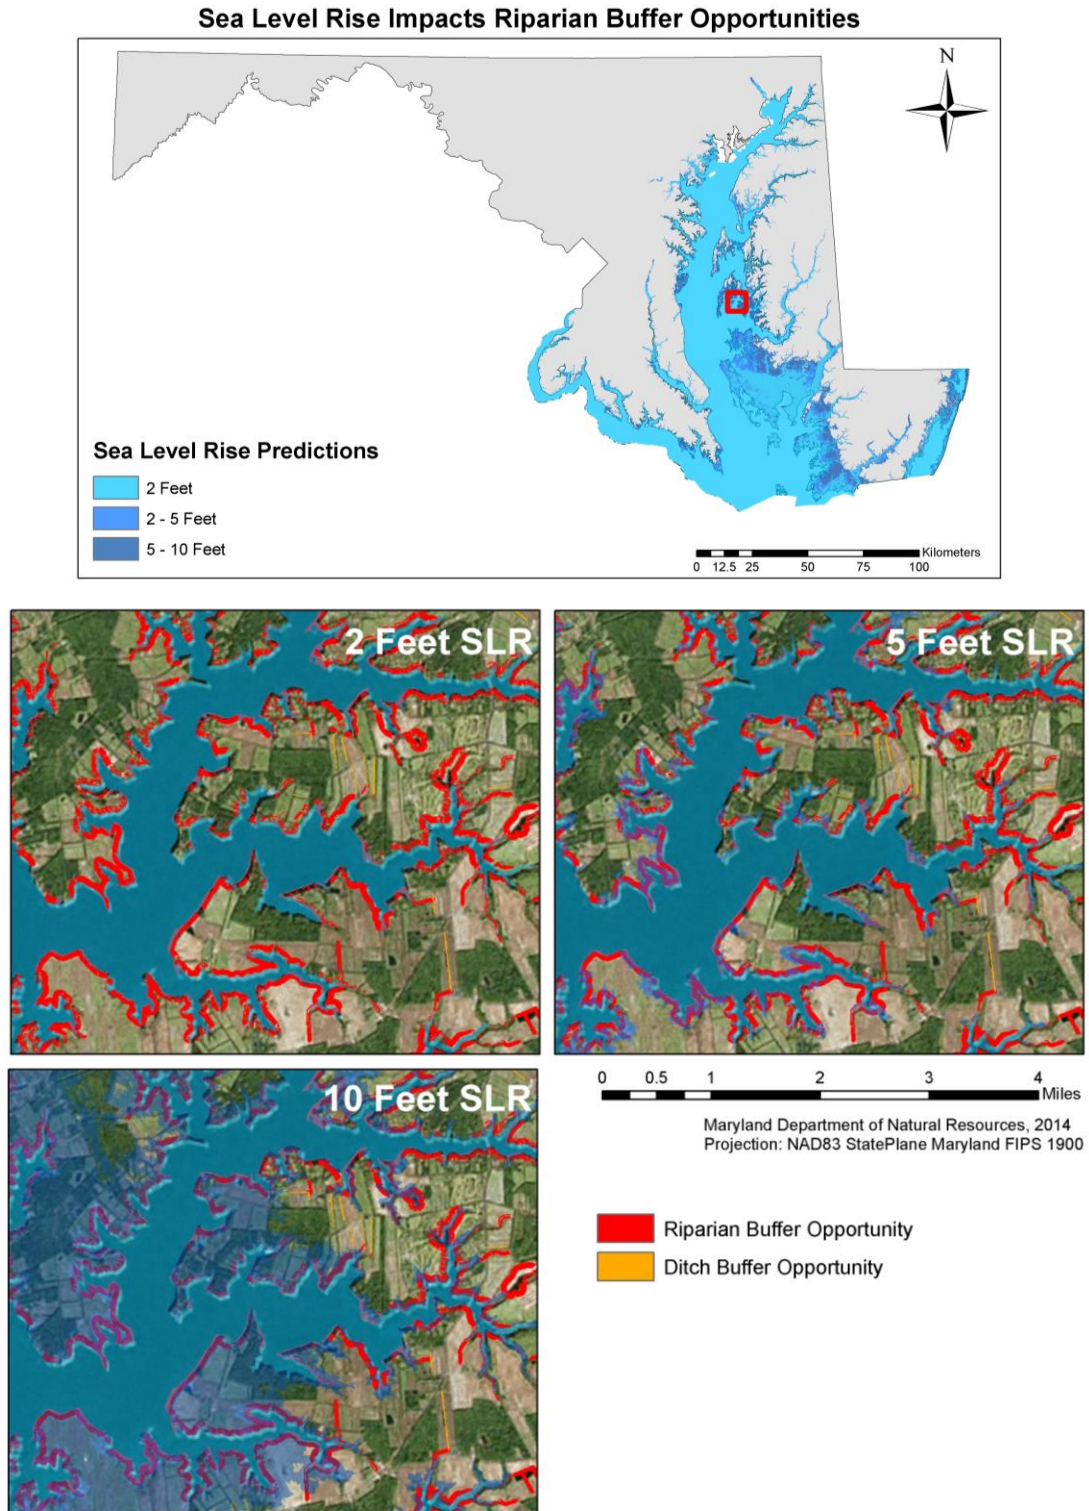 Sea Level Rise Impacts Riparian Buffer Opportunities
N
Sea Level Rise Predictions
2 Feet
2 - 5 Feet
5 - 10 Feet
Kilometers
0 12.5 25 50 75 100
2 Feet SLR
5 Feet SLR
10 Feet SLR
0 0.5 1 2 3 4
Miles
Maryland Department of Natural Resources, 2014
Projection: NAD83 StatePlane Maryland FIPS 1900
Riparian Buffer Opportunity
Ditch Buffer Opportunity